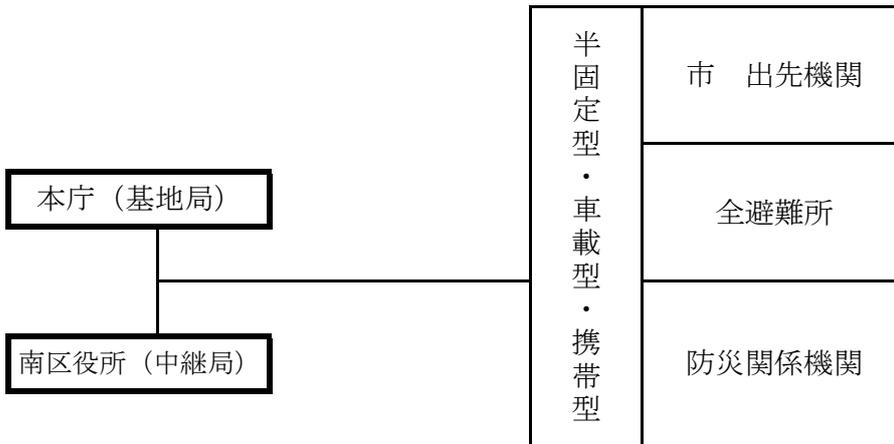 本庁（基地局）
南区役所（中継局）
半固定型・車載型・携帯型
市　出先機関
全避難所
防災関係機関